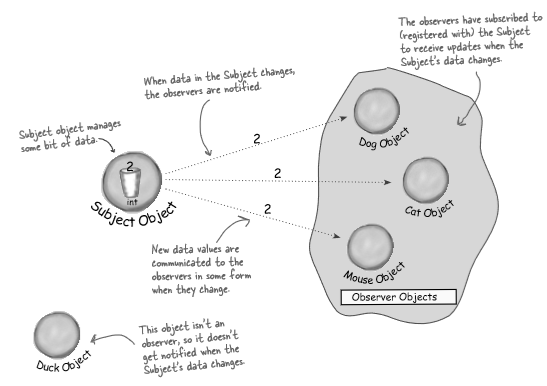 The observers have subscribed to
(registered with) the Subject
to receive updates when the
Subject's data changes.
When data in the Subject changes,
the observers are notified.
Subject object manages
some bit of data.
2
int
Subject Object
2
2
2
Dog Object
Cat Object
Mouse Object
Observer Objects
New data values are
communicated to the
observers in some form
when they change.
Duck Object
This object isn't an
observer, so it doesn't
get notified when the
Subject's data changes.